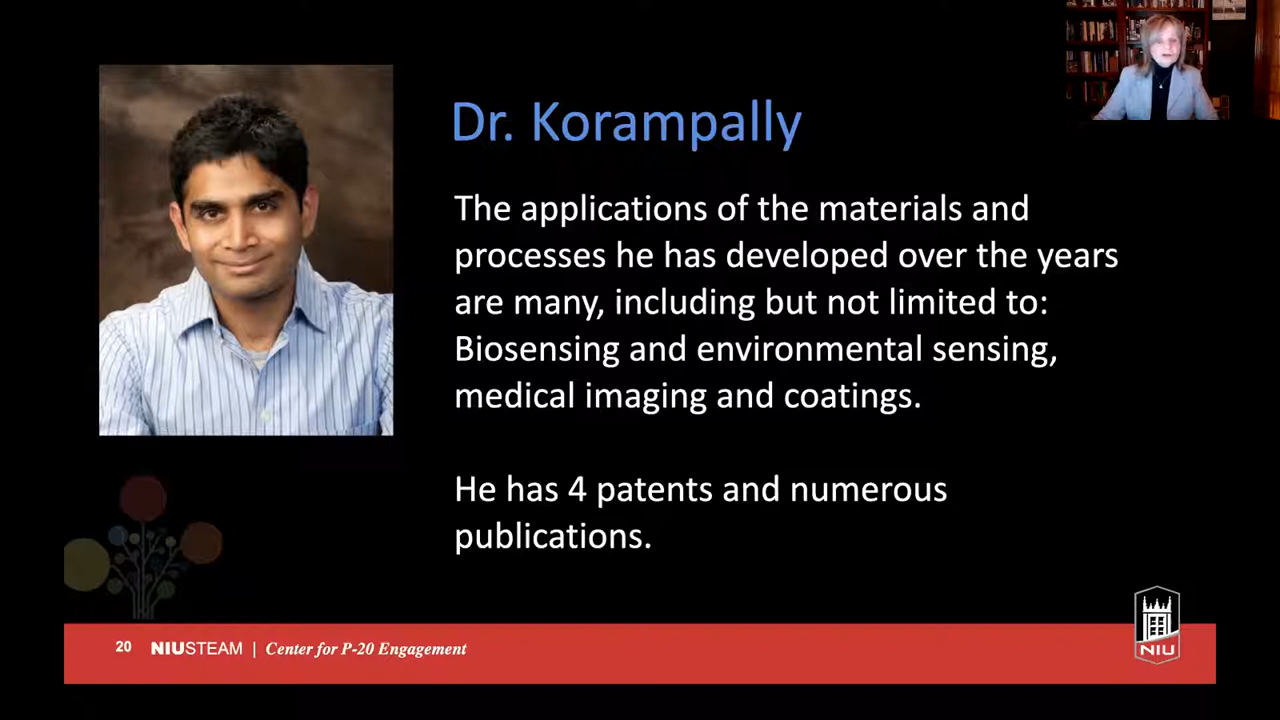 Dr. Korampally
The applications of the materials and
processes he has developed over the years
are many, including but not limited to:
Biosensing and environmental sensing,
medical imaging and coatings.
He has 4 patents and numerous
publications.
20 NIUSTEAM | Center for P-20 Engagement
NIU